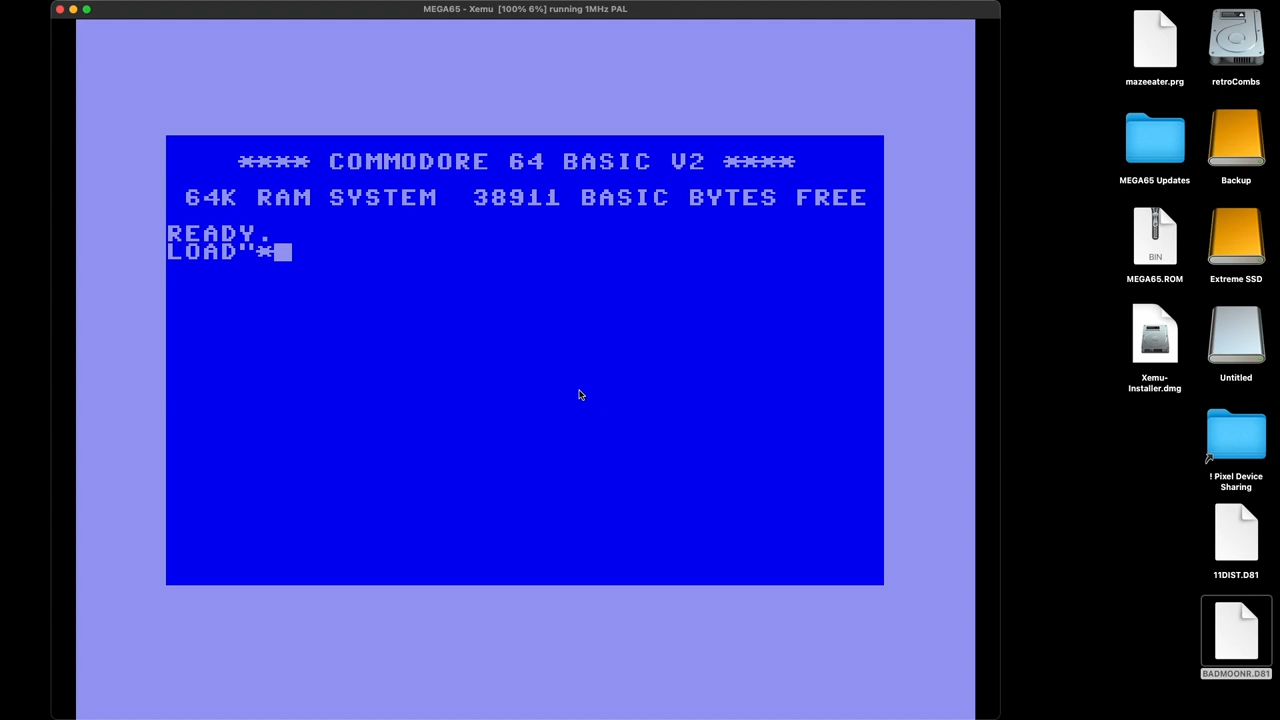 MEGA65 - Xemu [100% 6%] running 1MHz PAL
**** COMMODORE 64 BASIC V2 ****
64K RAM SYSTEM 38911 BASIC BYTES FREE
READY.
LOAD"*
mazeeater.prg
retroCombs
MEGA65 Updates
Backup
BIN
MEGA65.ROM
Extreme SSD
Xemu-
Installer.dmg
Untitled
! Pixel Device
Sharing
11DIST.D81
BADMOONR.D81